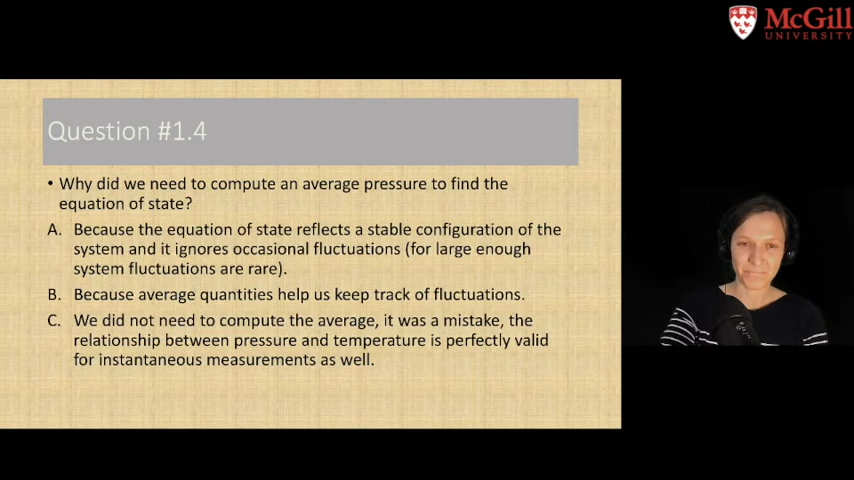 McGill
UNIVERSITY
Question #1.4
• Why did we need to compute an average pressure to find the
equation of state?
A. Because the equation of state reflects a stable configuration of the
system and it ignores occasional fluctuations (for large enough
system fluctuations are rare).
B. Because average quantities help us keep track of fluctuations.
C. We did not need to compute the average, it was a mistake, the
relationship between pressure and temperature is perfectly valid
for instantaneous measurements as well.